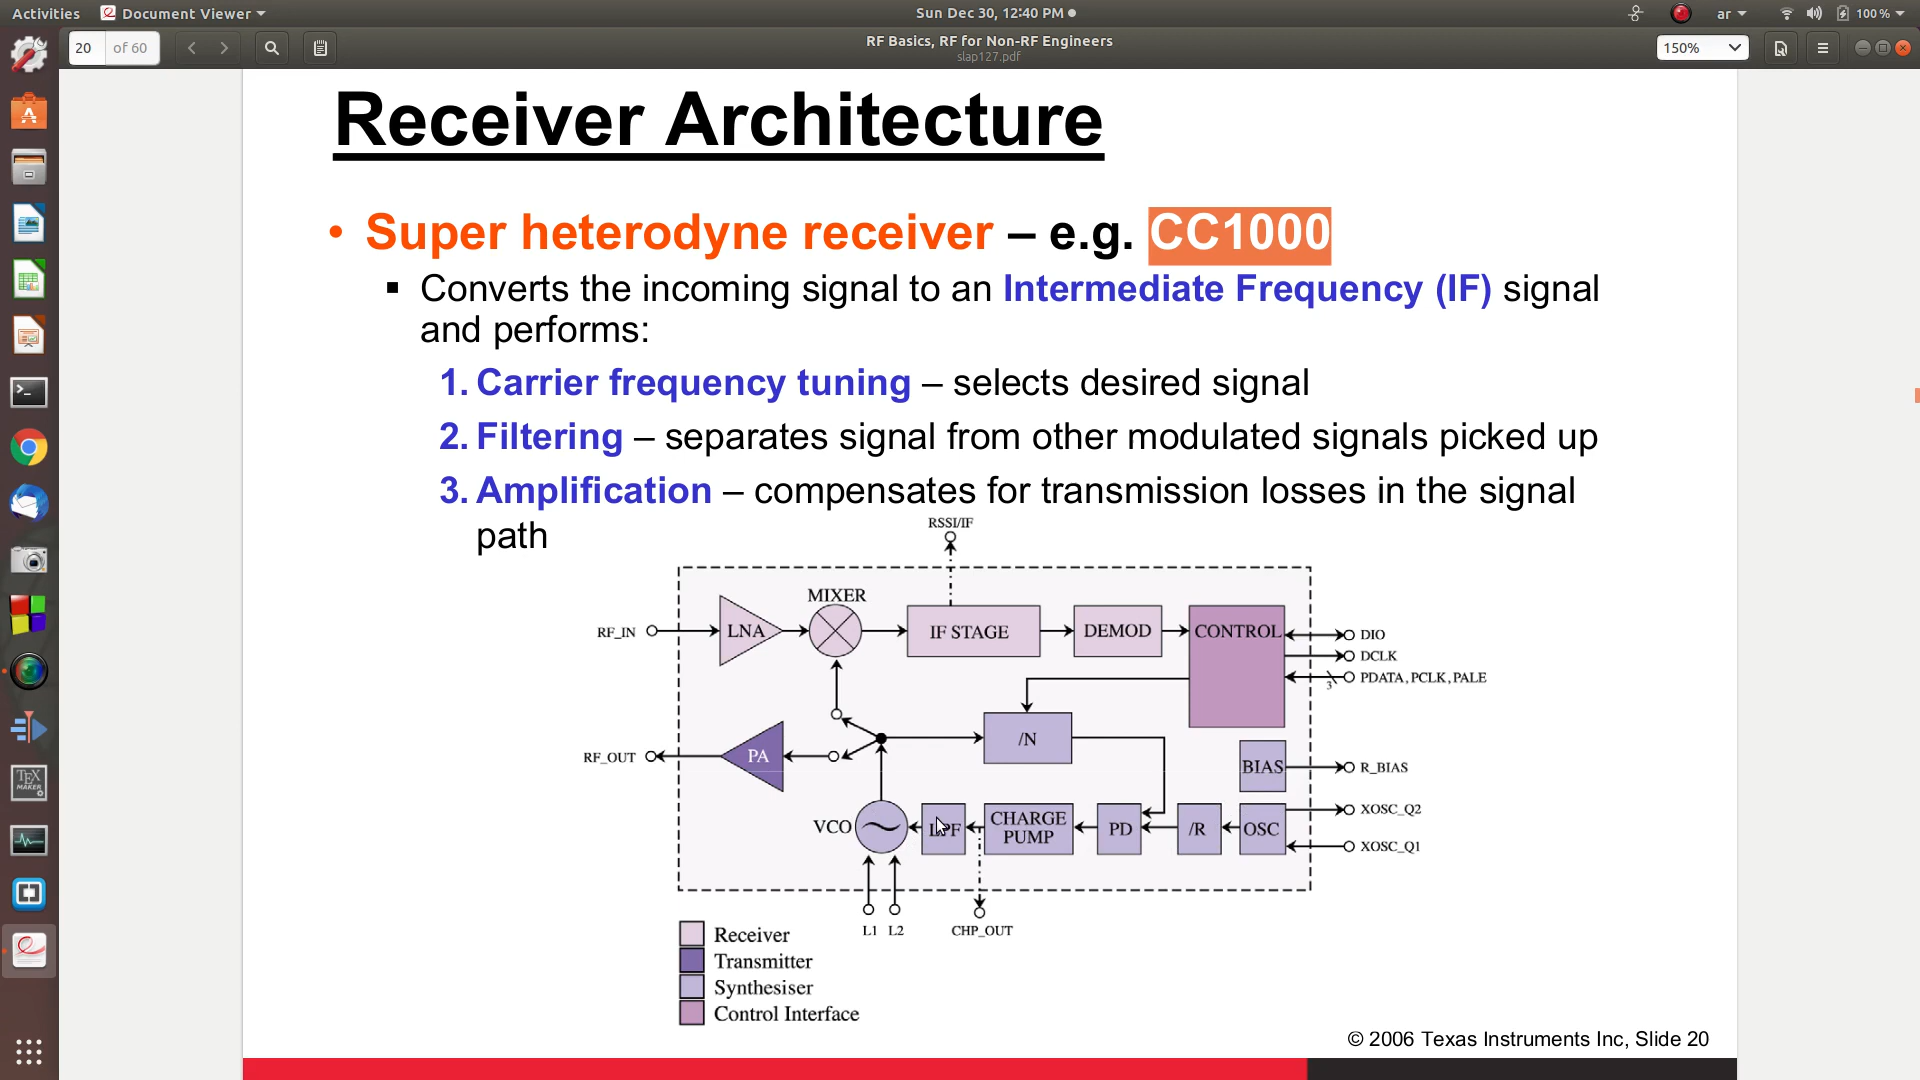 Activities
Document Viewer
Sun Dec 30, 12:40 PM
ar
100 %
20
of 60
RF Basics, RF for Non-RF Engineers
slap127.pdf
150%
Receiver Architecture
• Super heterodyne receiver – e.g. CC1000
▪ Converts the incoming signal to an Intermediate Frequency (IF) signal
and performs:
1. Carrier frequency tuning – selects desired signal
2. Filtering – separates signal from other modulated signals picked up
3. Amplification – compensates for transmission losses in the signal
path
RSSI/IF
MIXER
RF_IN
LNA
IF STAGE
DEMOD
CONTROL
DIO
DCLK
3
PDATA, PCLK, PALE
/N
RF_OUT
PA
BIAS
R_BIAS
VCO
LPF
CHARGE
PUMP
PD
/R
OSC
XOSC_Q2
XOSC_Q1
L1
L2
CHP_OUT
Receiver
Transmitter
Synthesiser
Control Interface
© 2006 Texas Instruments Inc, Slide 20
TEX
MAKER